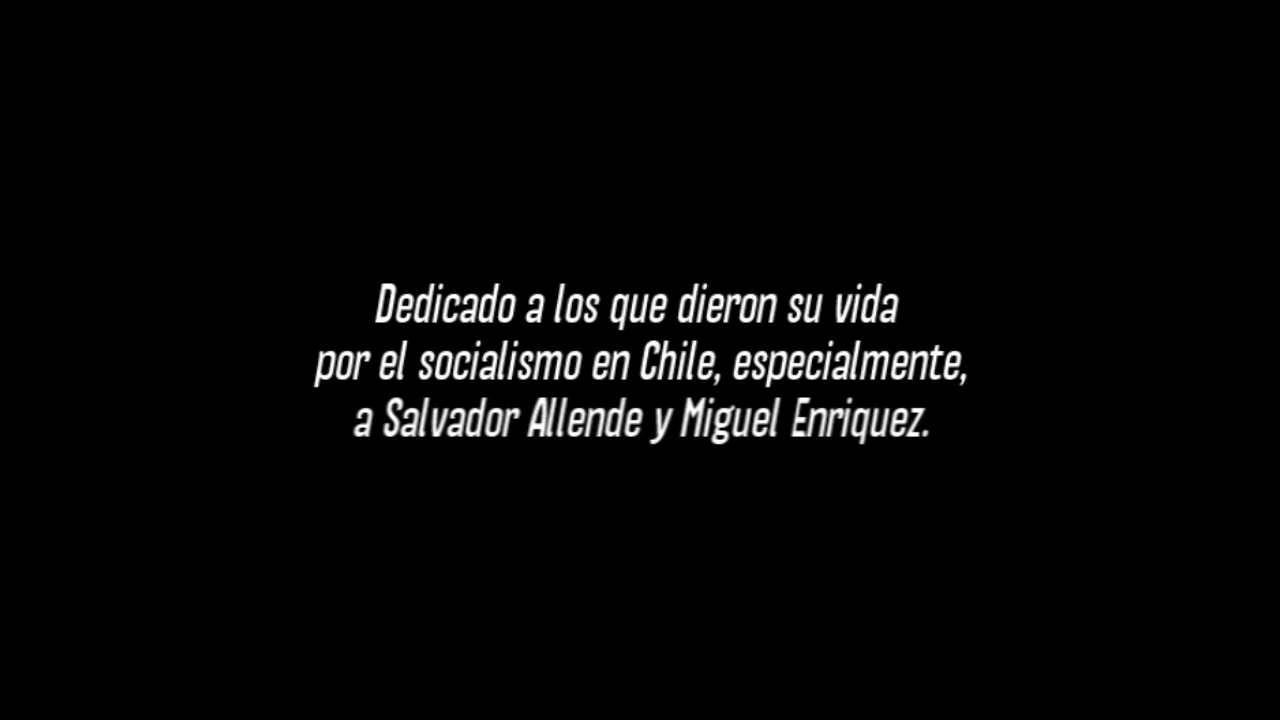 Dedicado a los que dieron su vida
por el socialismo en Chile, especialmente,
a Salvador Allende y Miguel Enriquez.